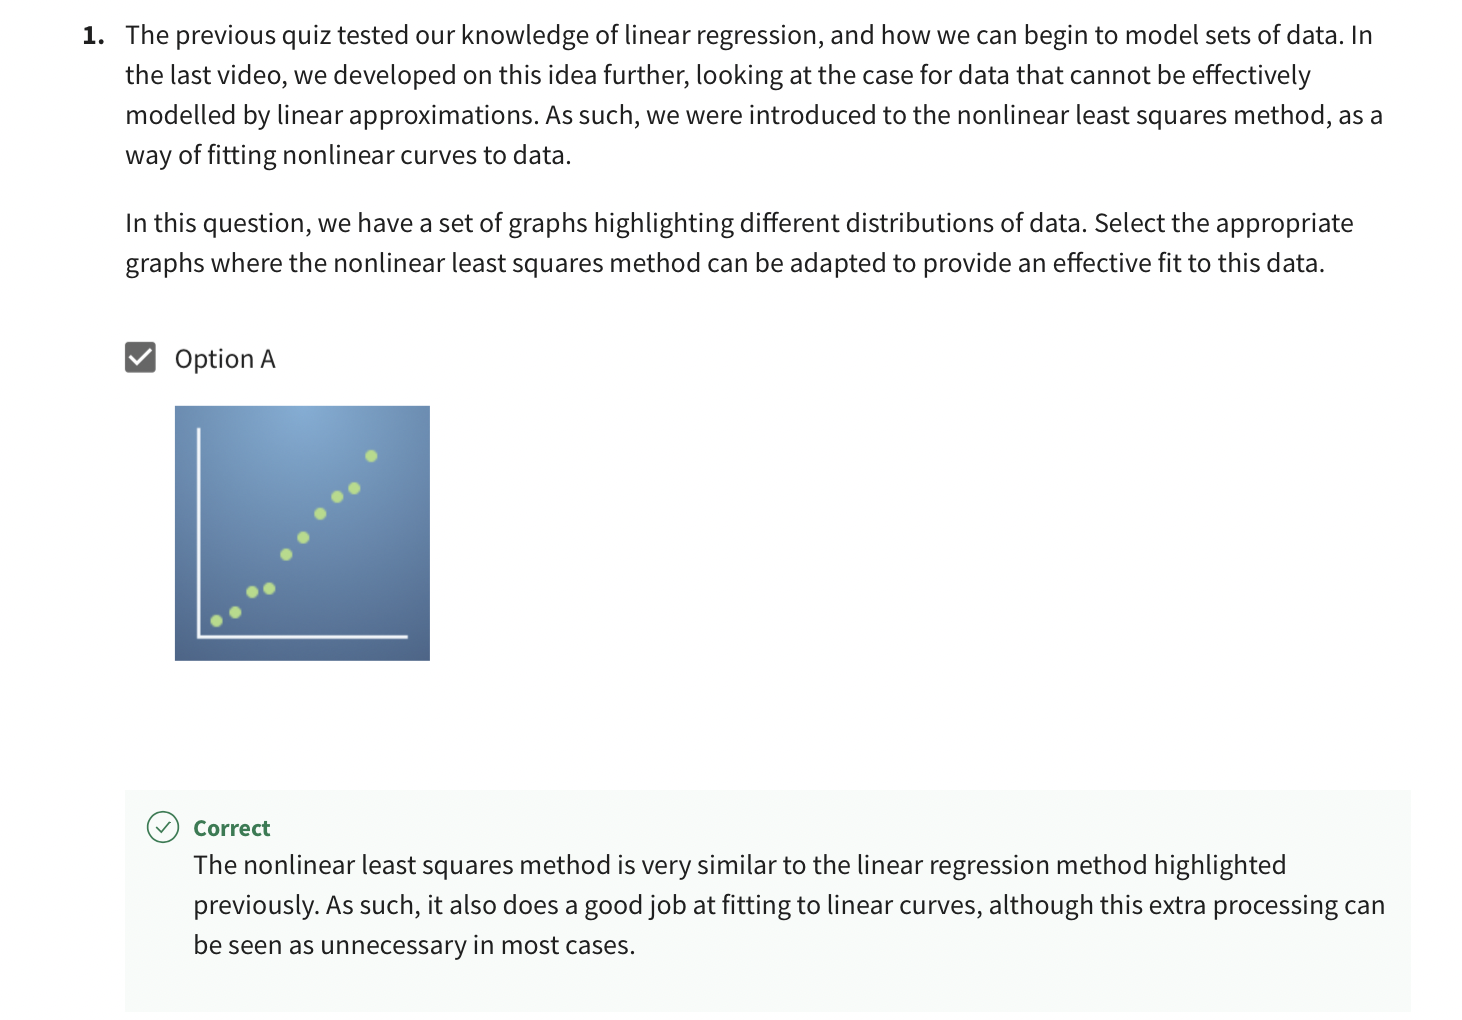 1. The previous quiz tested our knowledge of linear regression, and how we can begin to model sets of data. In
the last video, we developed on this idea further, looking at the case for data that cannot be effectively
modelled by linear approximations. As such, we were introduced to the nonlinear least squares method, as a
way of fitting nonlinear curves to data.
In this question, we have a set of graphs highlighting different distributions of data. Select the appropriate
graphs where the nonlinear least squares method can be adapted to provide an effective fit to this data.
Option A
Correct
The nonlinear least squares method is very similar to the linear regression method highlighted
previously. As such, it also does a good job at fitting to linear curves, although this extra processing can
be seen as unnecessary in most cases.